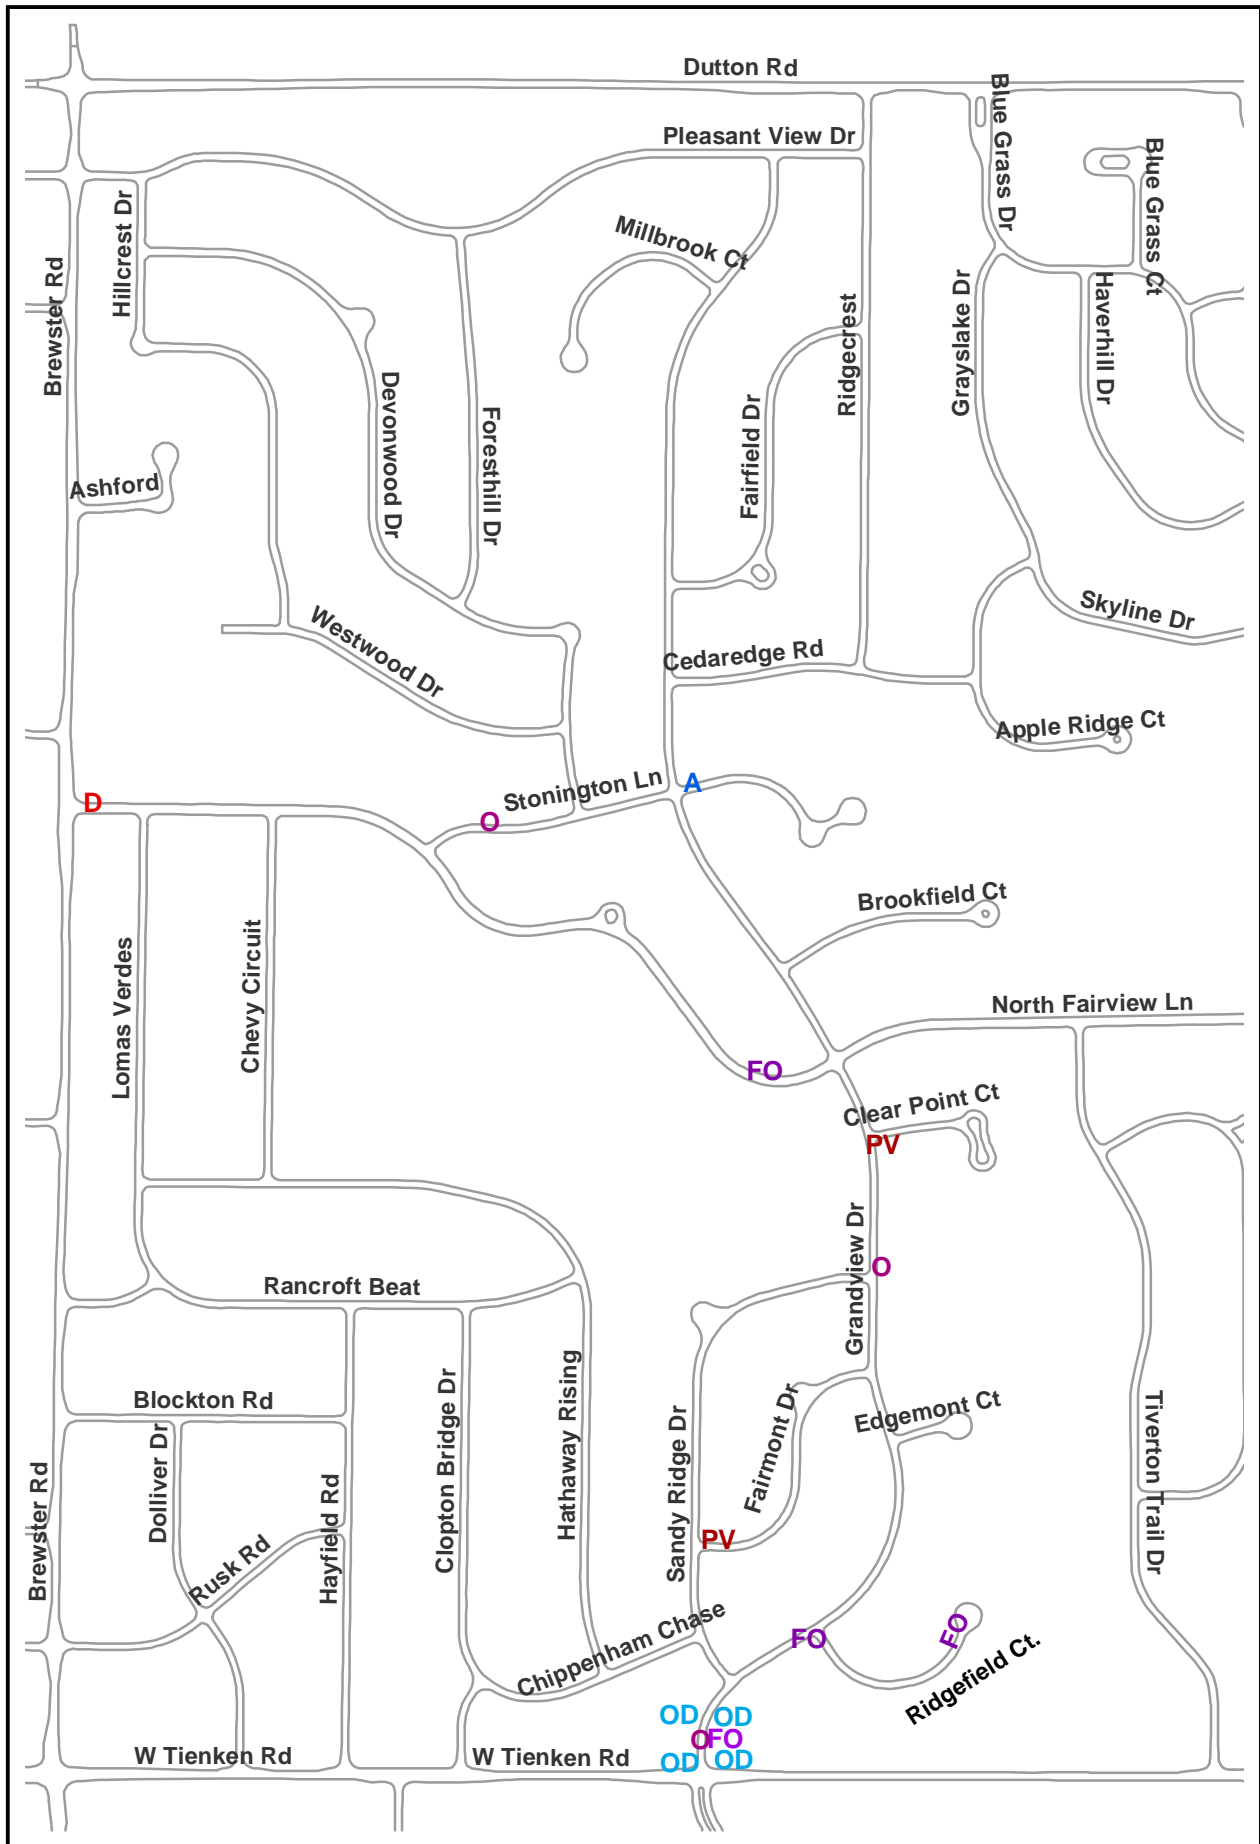 Dutton Rd
Pleasant View Dr
Blue Grass Dr
Blue Grass Ct
Hillcrest Dr
Millbrook Ct
Brewster Rd
Ridgecrest
Grayslake Dr
Haverhill Dr
Devonwood Dr
Foresthill Dr
Fairfield Dr
Ashford
Westwood Dr
Skyline Dr
Cedaredge Rd
Apple Ridge Ct
D
O
Stonington Ln
A
Brookfield Ct
Lomas Verdes
Chevy Circuit
North Fairview Ln
FO
Clear Point Ct
PV
Grandview Dr
O
Rancroft Beat
Blockton Rd
Clopton Bridge Dr
Hathaway Rising
Sandy Ridge Dr
Fairmont Dr
Edgemont Ct
Tiverton Trail Dr
Brewster Rd
Dolliver Dr
Rusk Rd
Hayfield Rd
PV
Chippenham Chase
FO
FO
Ridgefield Ct.
OD OD
O FO
OD OD
W Tienken Rd
W Tienken Rd